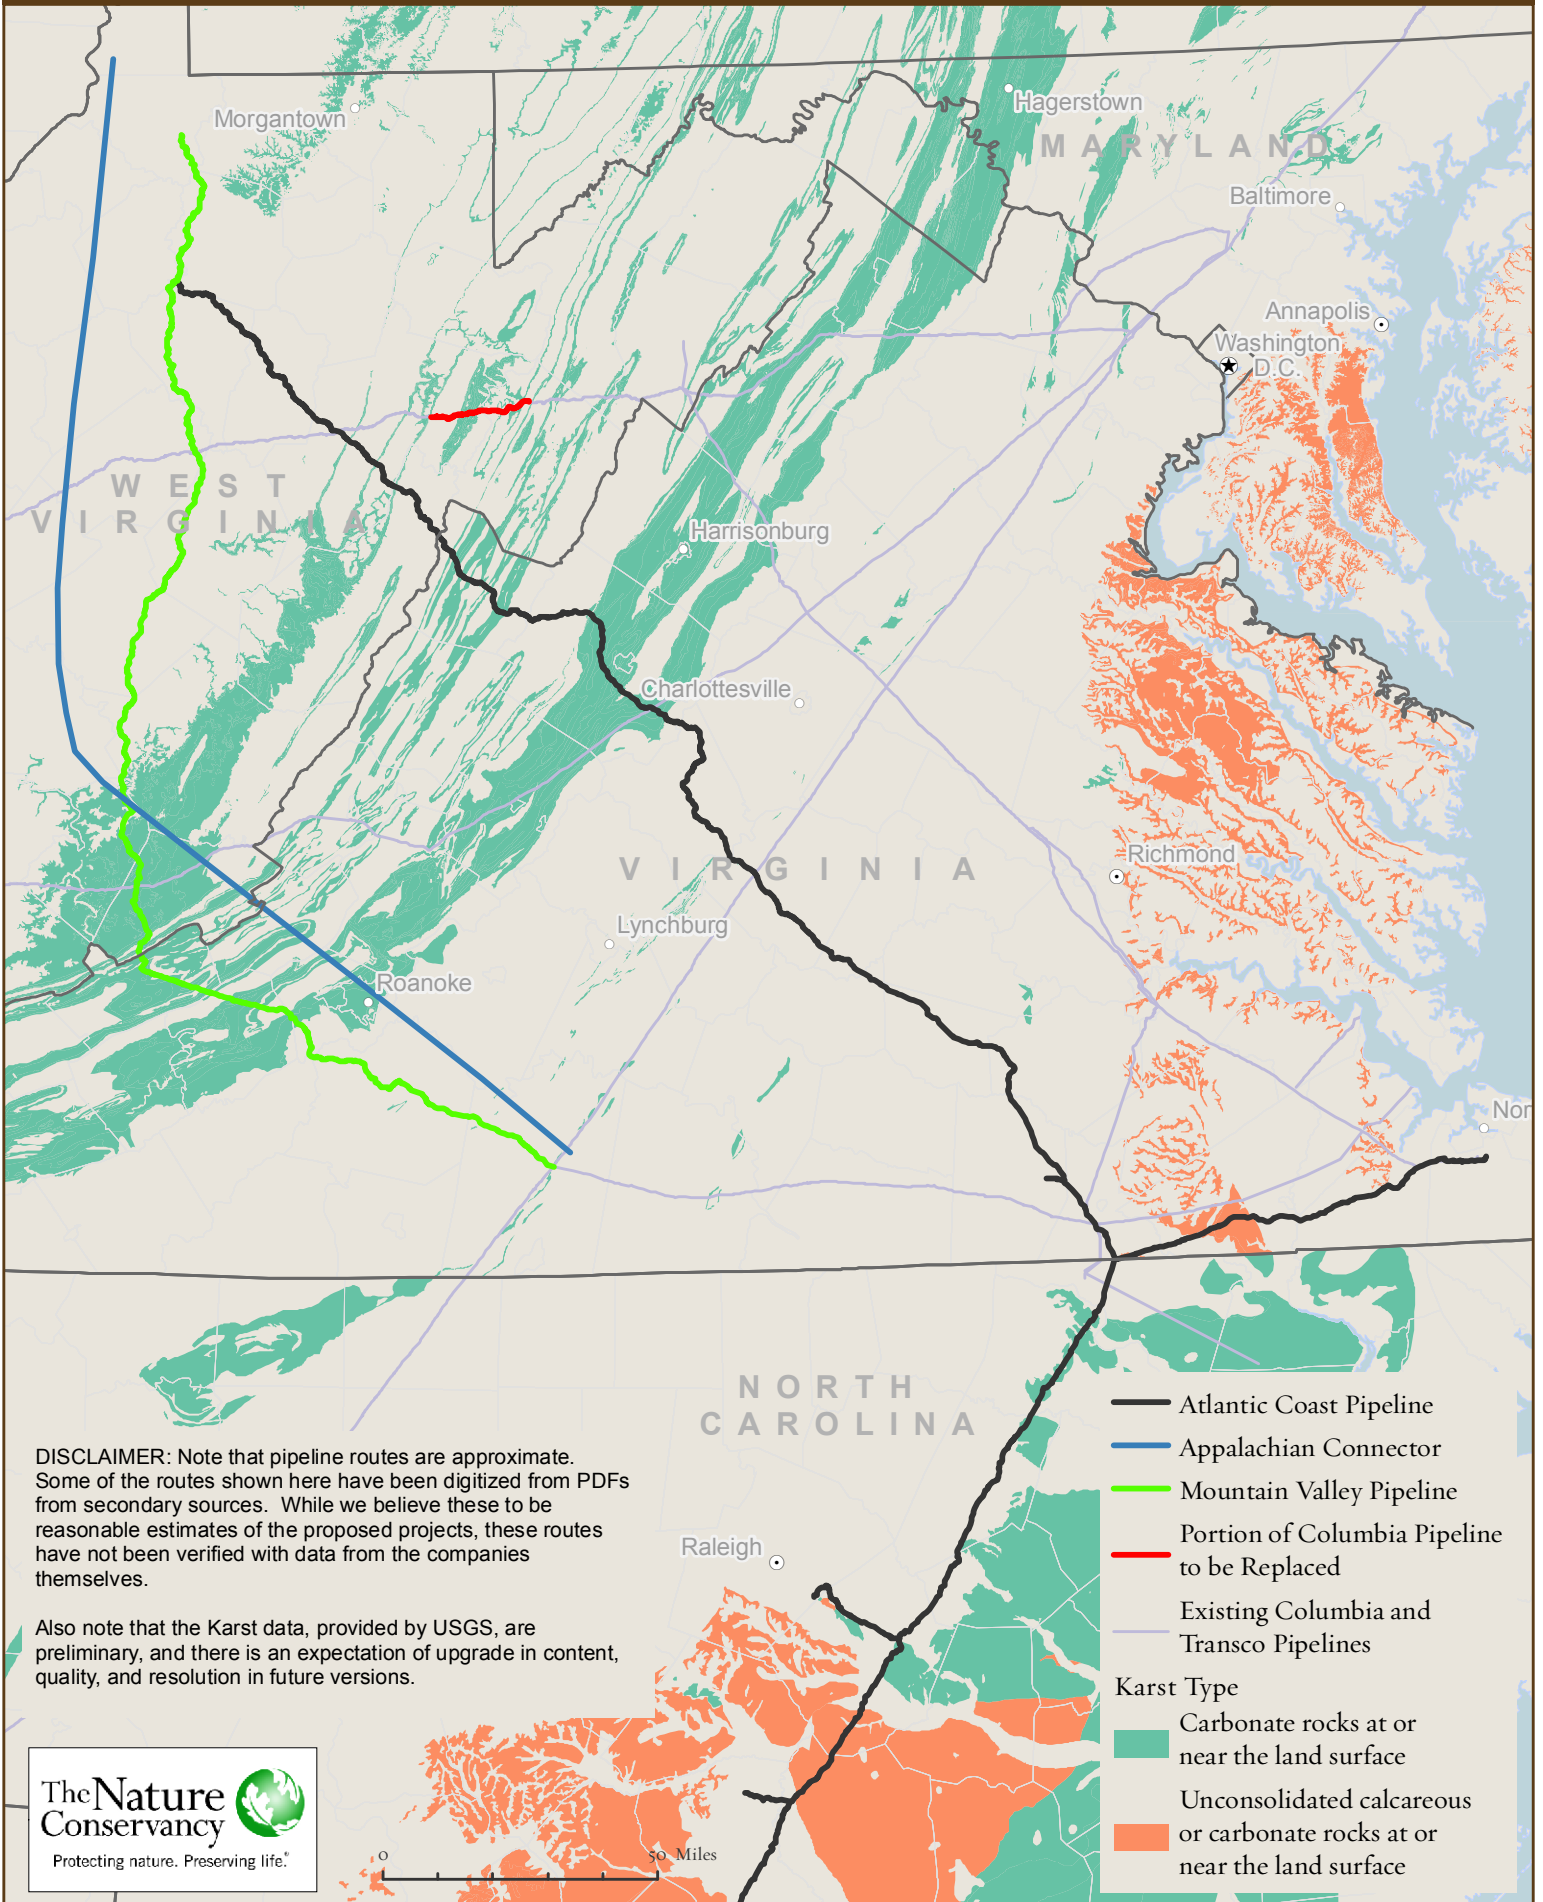 Morgantown
Hagerstown
MARYLAND
Baltimore
Annapolis
Washington
D.C.
WEST
VIRGINIA
Harrisonburg
Charlottesville
VIRGINIA
Richmond
Lynchburg
Roanoke
Nor
NORTH
CAROLINA
Raleigh
DISCLAIMER: Note that pipeline routes are approximate.
Some of the routes shown here have been digitized from PDFs
from secondary sources. While we believe these to be
reasonable estimates of the proposed projects, these routes
have not been verified with data from the companies
themselves.
Also note that the Karst data, provided by USGS, are
preliminary, and there is an expectation of upgrade in content,
quality, and resolution in future versions.
The Nature
Conservancy
Protecting nature. Preserving life.®
0 50 Miles
Atlantic Coast Pipeline
Appalachian Connector
Mountain Valley Pipeline
Portion of Columbia Pipeline
to be Replaced
Existing Columbia and
Transco Pipelines
Karst Type
Carbonate rocks at or
near the land surface
Unconsolidated calcareous
or carbonate rocks at or
near the land surface